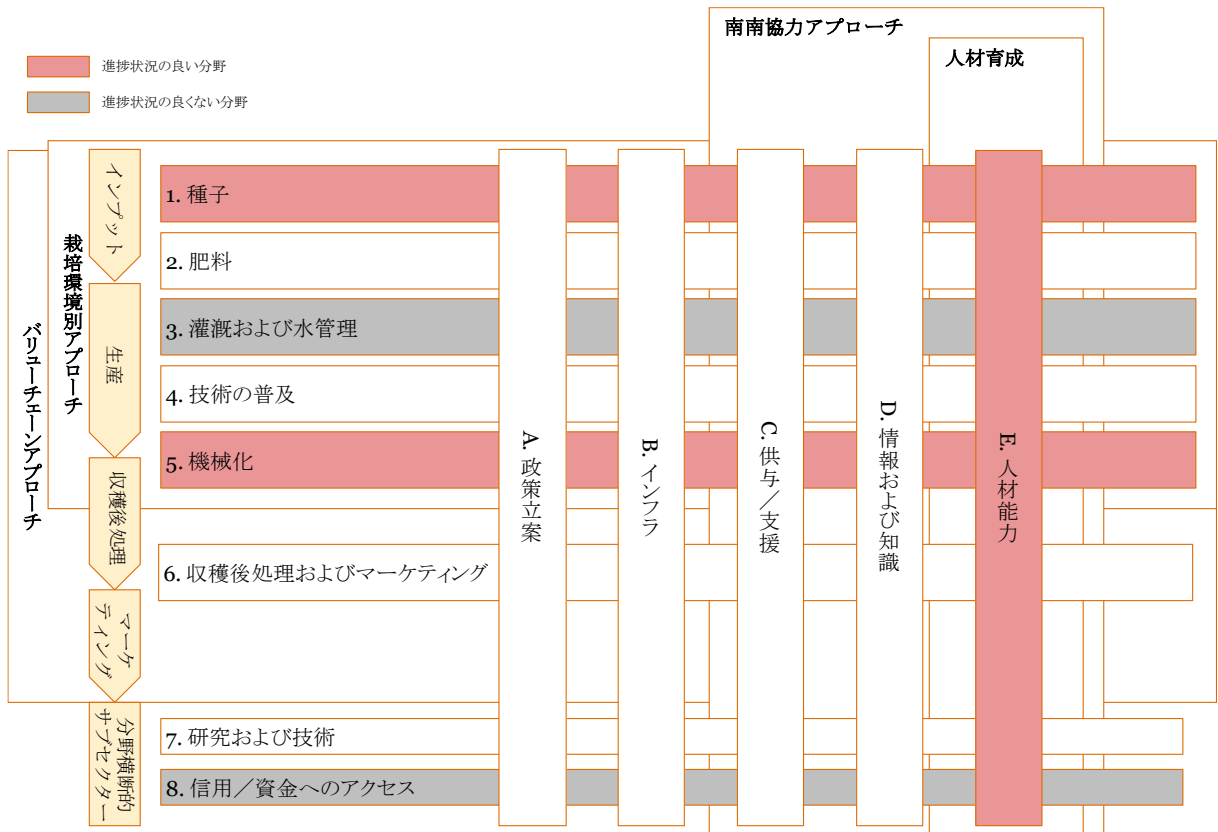 南南協力アプローチ
人材育成
進捗状況の良い分野
進捗状況の良くない分野
バリューチェーンアプローチ
栽培環境別アプローチ
インプット
生産
収穫後処理
マーケ
ティング
分野横断的
サブセクター
1. 種子
2. 肥料
3. 灌漑および水管理
4. 技術の普及
5. 機械化
6. 収穫後処理およびマーケティング
7. 研究および技術
8. 信用／資金へのアクセス
A. 政策立案
B. インフラ
C. 供与／支援
D. 情報および知識
E. 人材能力